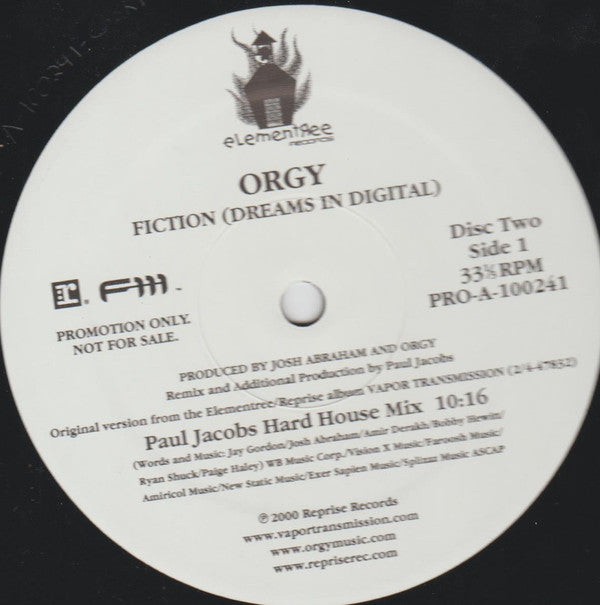 eLementree
records
ORGY
FICTION (DREAMS IN DIGITAL)
Disc Two
Side 1
33⅓ RPM
PRO-A-100241
r.
PROMOTION ONLY.
NOT FOR SALE.
PRODUCED BY JOSH ABRAHAM AND ORGY
Remix and Additional Production by Paul Jacobs
Original version from the Elementree/Reprise album VAPOR TRANSMISSION (2/4-47832)
Paul Jacobs Hard House Mix 10:16
(Words and Music: Jay Gordon/Josh Abraham/Amir Derakh/Bobby Hewitt/
Ryan Shuck/Paige Haley) WB Music Corp./Vision X Music/Faroosh Music/
Amiricol Music/New Static Music/Exer Sapien Music/Splitzz Music ASCAP
℗ 2000 Reprise Records
www.vaportransmission.com
www.orgymusic.com
www.repriserec.com